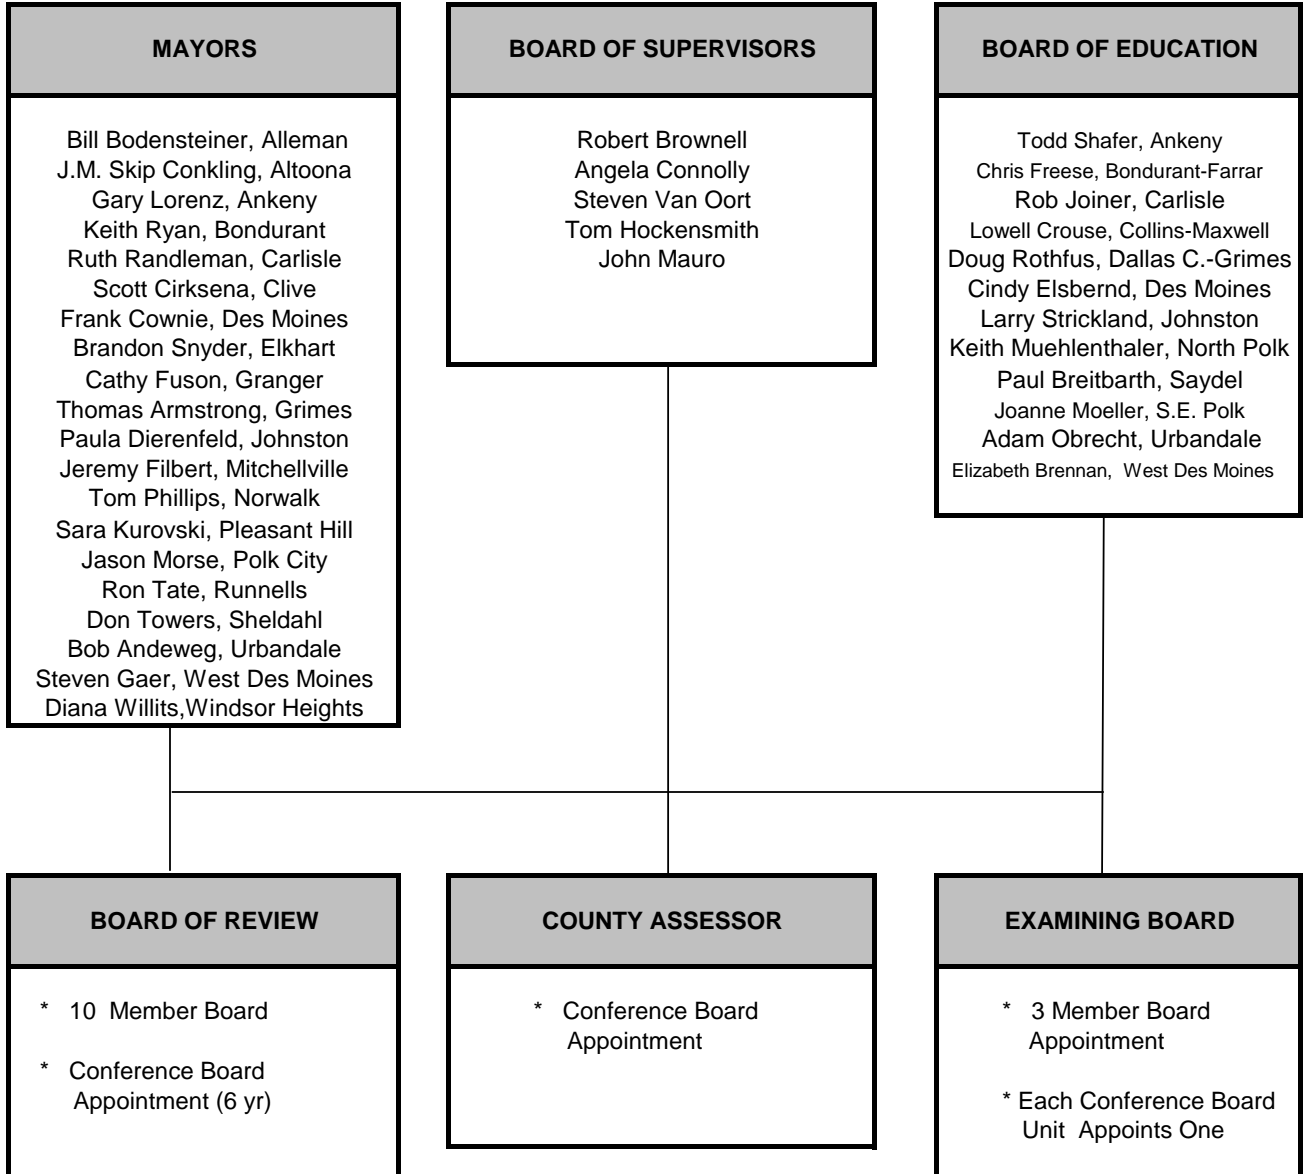 MAYORS
Bill Bodensteiner, Alleman
J.M. Skip Conkling, Altoona
Gary Lorenz, Ankeny
Keith Ryan, Bondurant
Ruth Randleman, Carlisle
Scott Cirksena, Clive
Frank Cownie, Des Moines
Brandon Snyder, Elkhart
Cathy Fuson, Granger
Thomas Armstrong, Grimes
Paula Dierenfeld, Johnston
Jeremy Filbert, Mitchellville
Tom Phillips, Norwalk
Sara Kurovski, Pleasant Hill
Jason Morse, Polk City
Ron Tate, Runnells
Don Towers, Sheldahl
Bob Andeweg, Urbandale
Steven Gaer, West Des Moines
Diana Willits,Windsor Heights
BOARD OF SUPERVISORS
Robert Brownell
Angela Connolly
Steven Van Oort
Tom Hockensmith
John Mauro
BOARD OF EDUCATION
Todd Shafer, Ankeny
Chris Freese, Bondurant-Farrar
Rob Joiner, Carlisle
Lowell Crouse, Collins-Maxwell
Doug Rothfus, Dallas C.-Grimes
Cindy Elsbernd, Des Moines
Larry Strickland, Johnston
Keith Muehlenthaler, North Polk
Paul Breitbarth, Saydel
Joanne Moeller, S.E. Polk
Adam Obrecht, Urbandale
Elizabeth Brennan, West Des Moines
BOARD OF REVIEW
* 10 Member Board
* Conference Board
Appointment (6 yr)
COUNTY ASSESSOR
* Conference Board
Appointment
EXAMINING BOARD
* 3 Member Board
Appointment
* Each Conference Board
Unit Appoints One